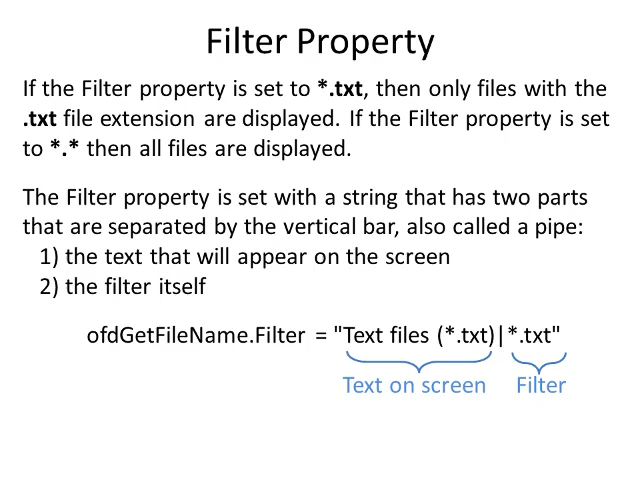 Filter Property
If the Filter property is set to *.txt, then only files with the
.txt file extension are displayed. If the Filter property is set
to *.* then all files are displayed.
The Filter property is set with a string that has two parts
that are separated by the vertical bar, also called a pipe:
1) the text that will appear on the screen
2) the filter itself
ofdGetFileName.Filter = "Text files (*.txt)|*.txt"
Text on screen Filter